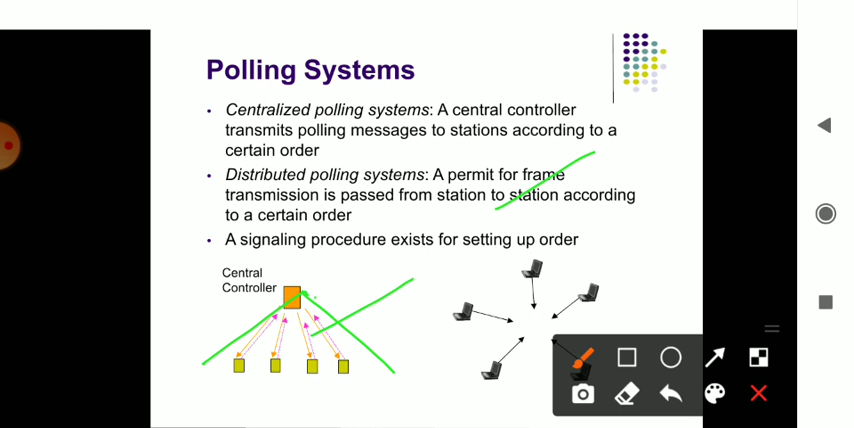 Polling Systems
• Centralized polling systems: A central controller
transmits polling messages to stations according to a
certain order
• Distributed polling systems: A permit for frame
transmission is passed from station to station according
to a certain order
• A signaling procedure exists for setting up order
Central
Controller